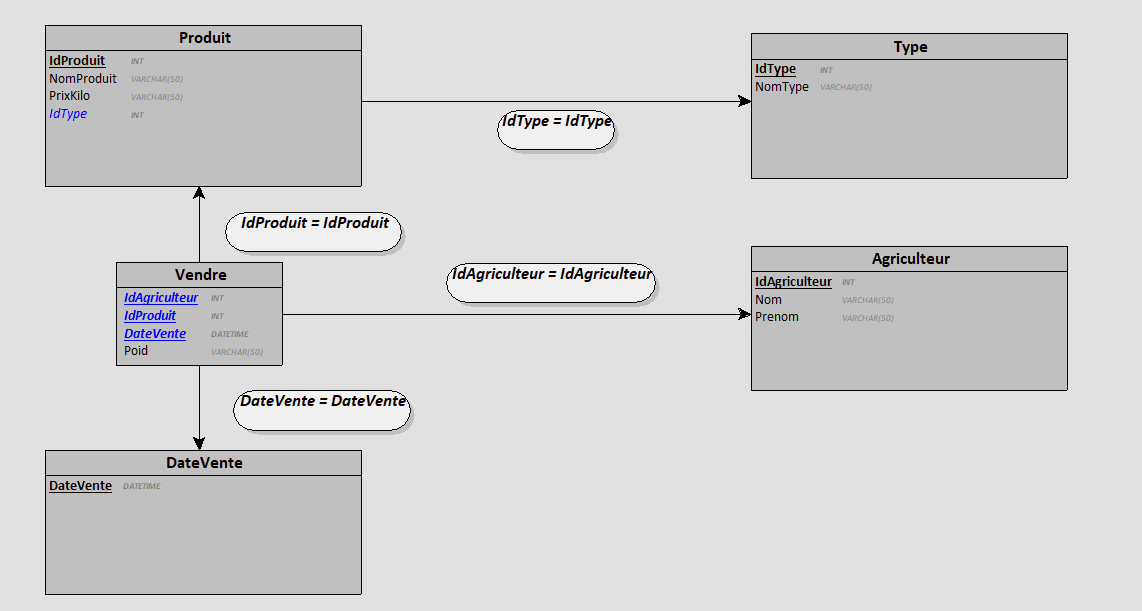 Produit
IdProduit INT
NomProduit VARCHAR(50)
PrixKilo VARCHAR(50)
IdType INT
Type
IdType INT
NomType VARCHAR(50)
IdType = IdType
IdProduit = IdProduit
Vendre
IdAgriculteur INT
IdProduit INT
DateVente DATETIME
Poid VARCHAR(50)
IdAgriculteur = IdAgriculteur
Agriculteur
IdAgriculteur INT
Nom VARCHAR(50)
Prenom VARCHAR(50)
DateVente = DateVente
DateVente
DateVente DATETIME